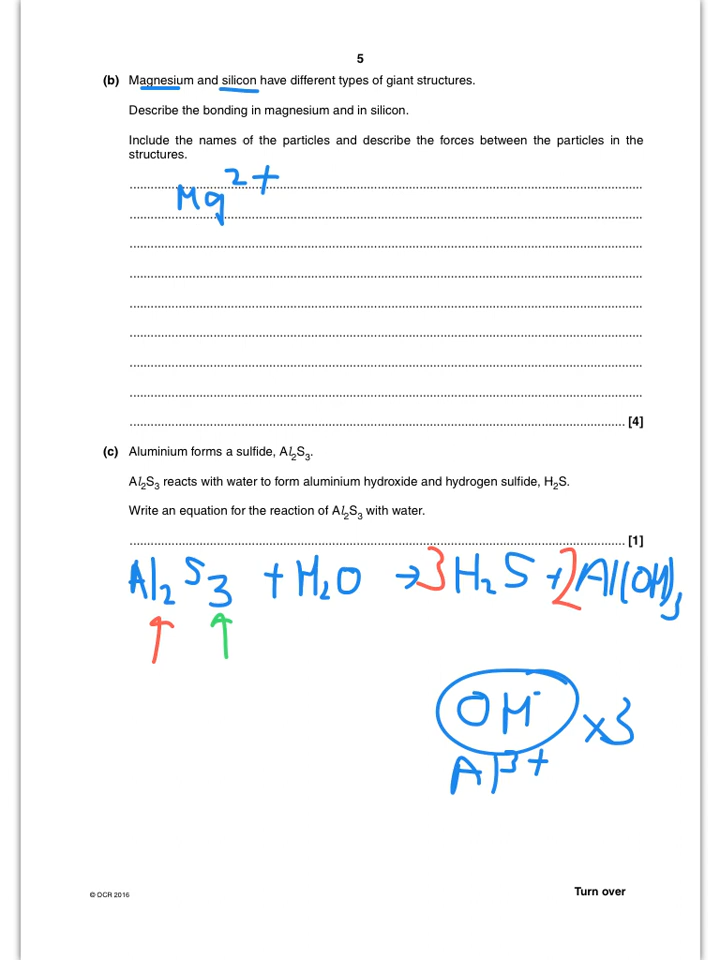 5
(b) Magnesium and silicon have different types of giant structures.
Describe the bonding in magnesium and in silicon.
Include the names of the particles and describe the forces between the particles in the
structures.
Mg²⁺
[4]
(c) Aluminium forms a sulfide, Al₂S₃.
Al₂S₃ reacts with water to form aluminium hydroxide and hydrogen sulfide, H₂S.
Write an equation for the reaction of Al₂S₃ with water.
[1]
Al₂S₃ + H₂O → 3H₂S + 2Al(OH)₃
OH⁻ x3
Al³⁺
© OCR 2016
Turn over